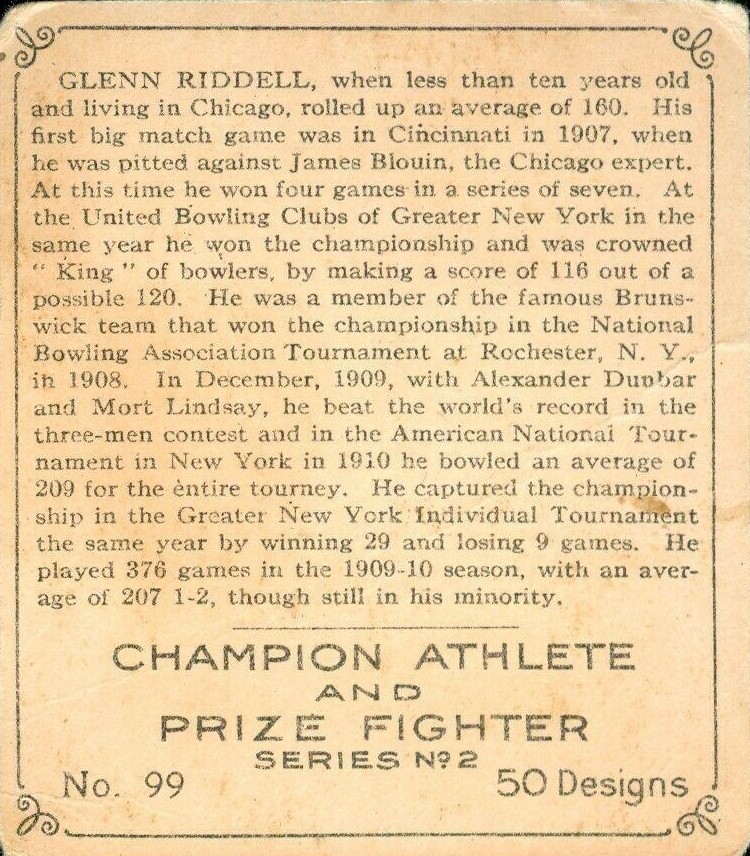 GLENN RIDDELL, when less than ten years old
and living in Chicago, rolled up an average of 160. His
first big match game was in Cincinnati in 1907, when
he was pitted against James Blouin, the Chicago expert.
At this time he won four games in a series of seven. At
the United Bowling Clubs of Greater New York in the
same year he won the championship and was crowned
" King " of bowlers, by making a score of 116 out of a
possible 120. He was a member of the famous Bruns-
wick team that won the championship in the National
Bowling Association Tournament at Rochester, N. Y.,
in 1908. In December, 1909, with Alexander Dunbar
and Mort Lindsay, he beat the world's record in the
three-men contest and in the American National Tour-
nament in New York in 1910 he bowled an average of
209 for the entire tourney. He captured the champion-
ship in the Greater New York Individual Tournament
the same year by winning 29 and losing 9 games. He
played 376 games in the 1909-10 season, with an aver-
age of 207 1-2, though still in his minority.
CHAMPION ATHLETE
AND
PRIZE FIGHTER
SERIES Nº 2
No. 99 50 Designs